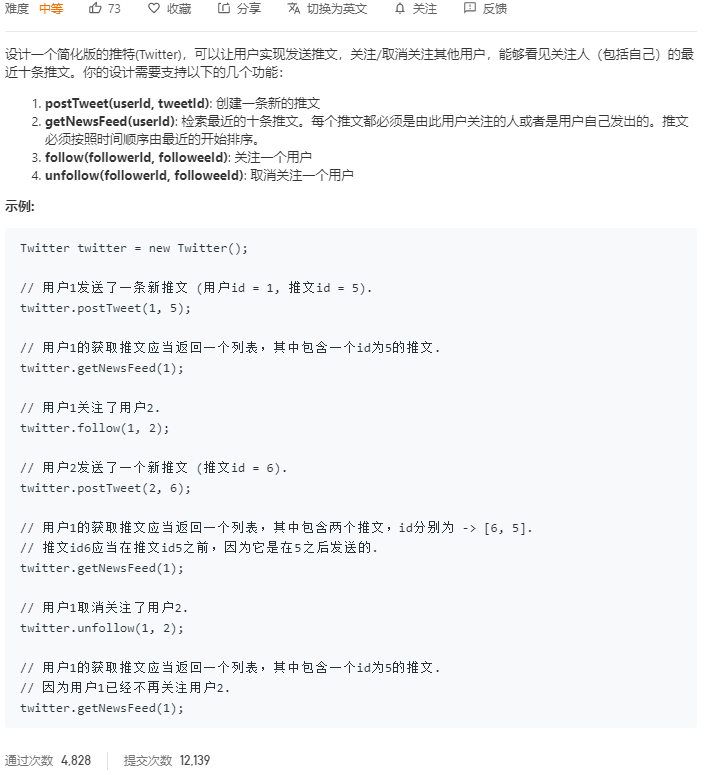 难度 中等 73 收藏 分享 切换为英文 关注 反馈
设计一个简化版的推特(Twitter)，可以让用户实现发送推文，关注/取消关注其他用户，能够看见关注人（包括自己）的最
近十条推文。你的设计需要支持以下的几个功能：
1. postTweet(userId, tweetId): 创建一条新的推文
2. getNewsFeed(userId): 检索最近的十条推文。每个推文都必须是由此用户关注的人或者是用户自己发出的。推文
必须按照时间顺序由最近的开始排序。
3. follow(followerId, followeeId): 关注一个用户
4. unfollow(followerId, followeeId): 取消关注一个用户
示例:
Twitter twitter = new Twitter();
// 用户1发送了一条新推文 (用户id = 1, 推文id = 5).
twitter.postTweet(1, 5);
// 用户1的获取推文应当返回一个列表，其中包含一个id为5的推文.
twitter.getNewsFeed(1);
// 用户1关注了用户2.
twitter.follow(1, 2);
// 用户2发送了一个新推文 (推文id = 6).
twitter.postTweet(2, 6);
// 用户1的获取推文应当返回一个列表，其中包含两个推文，id分别为 -> [6, 5].
// 推文id6应当在推文id5之前，因为它是在5之后发送的.
twitter.getNewsFeed(1);
// 用户1取消关注了用户2.
twitter.unfollow(1, 2);
// 用户1的获取推文应当返回一个列表，其中包含一个id为5的推文.
// 因为用户1已经不再关注用户2.
twitter.getNewsFeed(1);
通过次数 4,828 提交次数 12,139